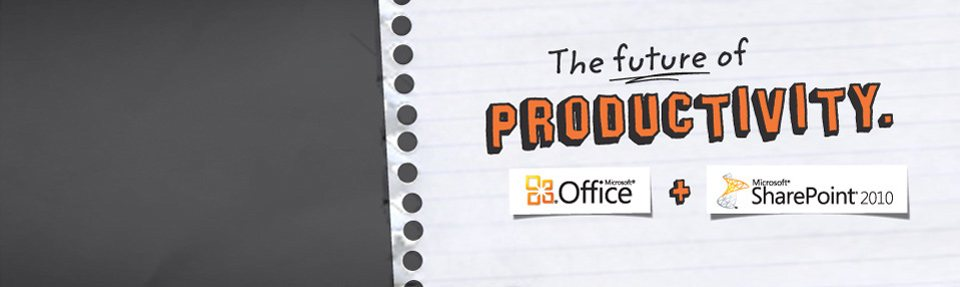 The future of
PRODUCTIVITY.
Microsoft®
Office + Microsoft®
SharePoint® 2010